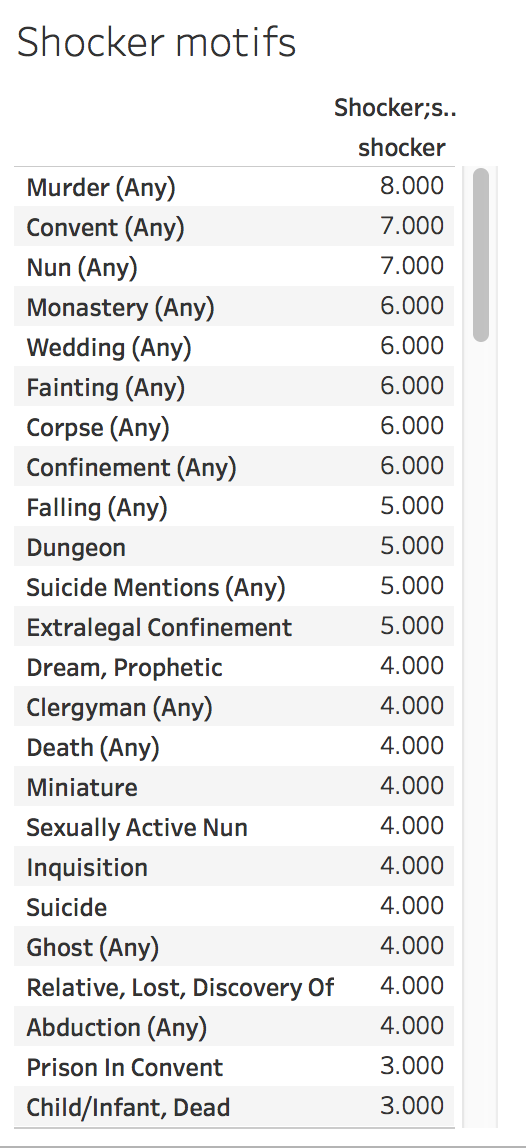 Shocker motifs
Shocker;s..
shocker
Murder (Any) 8.000
Convent (Any) 7.000
Nun (Any) 7.000
Monastery (Any) 6.000
Wedding (Any) 6.000
Fainting (Any) 6.000
Corpse (Any) 6.000
Confinement (Any) 6.000
Falling (Any) 5.000
Dungeon 5.000
Suicide Mentions (Any) 5.000
Extralegal Confinement 5.000
Dream, Prophetic 4.000
Clergyman (Any) 4.000
Death (Any) 4.000
Miniature 4.000
Sexually Active Nun 4.000
Inquisition 4.000
Suicide 4.000
Ghost (Any) 4.000
Relative, Lost, Discovery Of 4.000
Abduction (Any) 4.000
Prison In Convent 3.000
Child/Infant, Dead 3.000